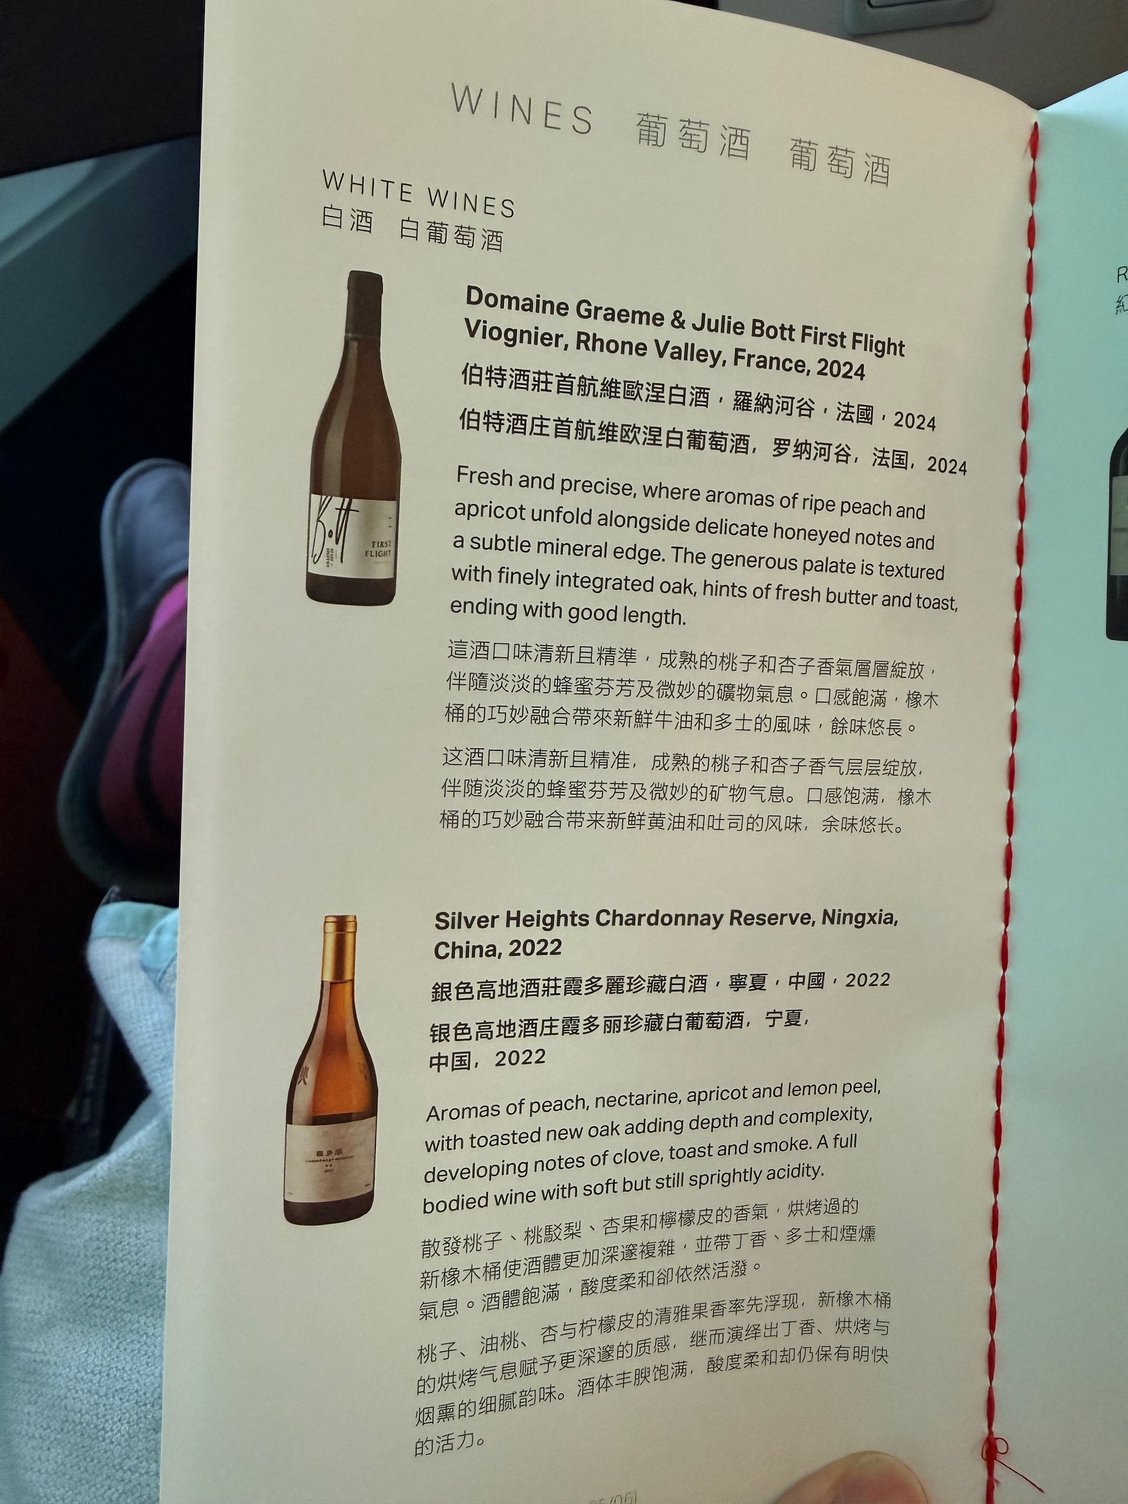 WINES 葡萄酒 葡萄酒
WHITE WINES
白酒 白葡萄酒
Domaine Graeme & Julie Bott First Flight
Viognier, Rhone Valley, France, 2024
伯特酒莊首航維歐涅白酒，羅納河谷，法國，2024
伯特酒庄首航维欧涅白葡萄酒，罗纳河谷，法国，2024
Bott
FIRST
FLIGHT
Fresh and precise, where aromas of ripe peach and
apricot unfold alongside delicate honeyed notes and
a subtle mineral edge. The generous palate is textured
with finely integrated oak, hints of fresh butter and toast,
ending with good length.
這酒口味清新且精準，成熟的桃子和杏子香氣層層綻放，
伴隨淡淡的蜂蜜芬芳及微妙的礦物氣息。口感飽滿，橡木
桶的巧妙融合帶來新鮮牛油和多士的風味，餘味悠長。
这酒口味清新且精准，成熟的桃子和杏子香气层层绽放，
伴随淡淡的蜂蜜芬芳及微妙的矿物气息。口感饱满，橡木
桶的巧妙融合带来新鲜黄油和吐司的风味，余味悠长。
Silver Heights Chardonnay Reserve, Ningxia,
China, 2022
銀色高地酒莊霞多麗珍藏白酒，寧夏，中國，2022
银色高地酒庄霞多丽珍藏白葡萄酒，宁夏，
中国，2022
Aromas of peach, nectarine, apricot and lemon peel,
with toasted new oak adding depth and complexity,
developing notes of clove, toast and smoke. A full
bodied wine with soft but still sprightly acidity.
散發桃子、桃駁梨、杏果和檸檬皮的香氣，烘烤過的
新橡木桶使酒體更加深邃複雜，並帶丁香、多士和煙燻
氣息。酒體飽滿，酸度柔和卻依然活潑。
桃子、油桃、杏与柠檬皮的清雅果香率先浮现，新橡木桶
的烘烤气息赋予更深邃的质感，继而演绎出丁香、烘烤与
烟熏的细腻韵味。酒体丰腴饱满，酸度柔和却仍保有明快
的活力。
R
紅